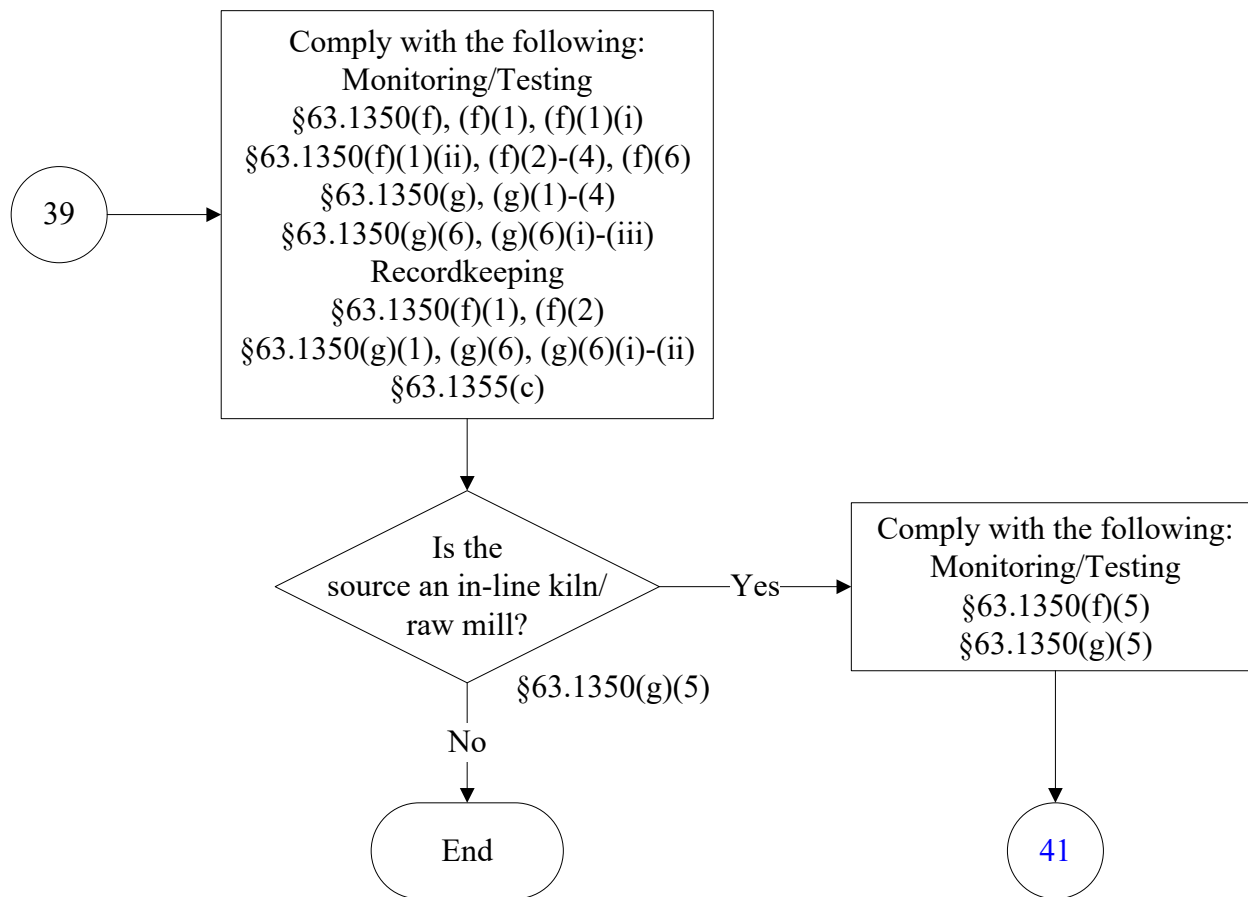 39
Comply with the following:
Monitoring/Testing
§63.1350(f), (f)(1), (f)(1)(i)
§63.1350(f)(1)(ii), (f)(2)-(4), (f)(6)
§63.1350(g), (g)(1)-(4)
§63.1350(g)(6), (g)(6)(i)-(iii)
Recordkeeping
§63.1350(f)(1), (f)(2)
§63.1350(g)(1), (g)(6), (g)(6)(i)-(ii)
§63.1355(c)
Is the
source an in-line kiln/
raw mill?
§63.1350(g)(5)
Yes
Comply with the following:
Monitoring/Testing
§63.1350(f)(5)
§63.1350(g)(5)
No
End
41